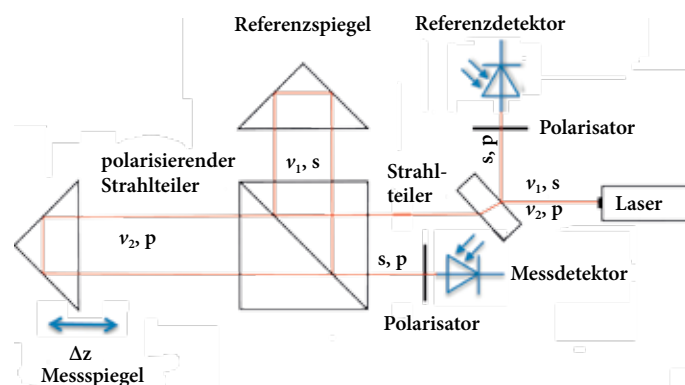 Referenzspiegel
Referenzdetektor
Polarisator
s, p
polarisierender
Strahlteiler
ν₁, s
Strahl-
teiler
ν₁, s
ν₂, p
Laser
ν₂, p
s, p
Messdetektor
Polarisator
Δz
Messspiegel